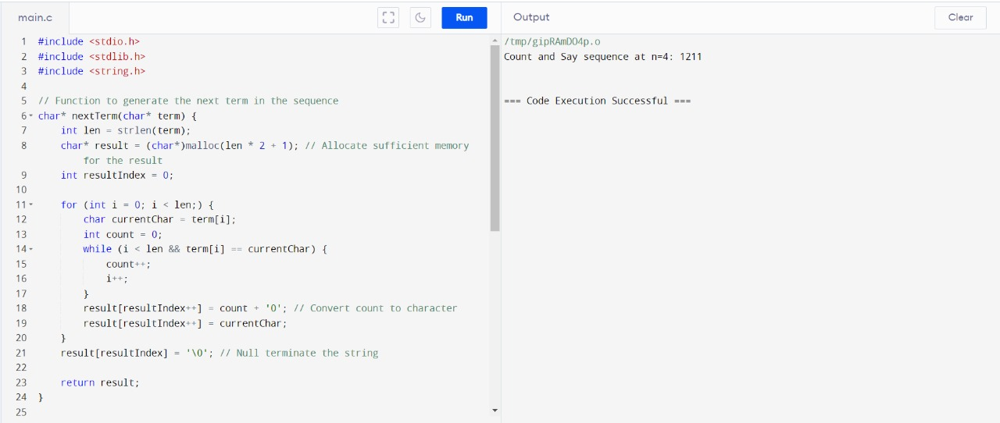 main.c
Run
Output
Clear
1 #include <stdio.h>
2 #include <stdlib.h>
3 #include <string.h>
4
5 // Function to generate the next term in the sequence
6 char* nextTerm(char* term) {
7 int len = strlen(term);
8 char* result = (char*)malloc(len * 2 + 1); // Allocate sufficient memory
for the result
9 int resultIndex = 0;
10
11 for (int i = 0; i < len;) {
12 char currentChar = term[i];
13 int count = 0;
14 while (i < len && term[i] == currentChar) {
15 count++;
16 i++;
17 }
18 result[resultIndex++] = count + '0'; // Convert count to character
19 result[resultIndex++] = currentChar;
20 }
21 result[resultIndex] = '\0'; // Null terminate the string
22
23 return result;
24 }
25
/tmp/gipRAmDO4p.o
Count and Say sequence at n=4: 1211
=== Code Execution Successful ===